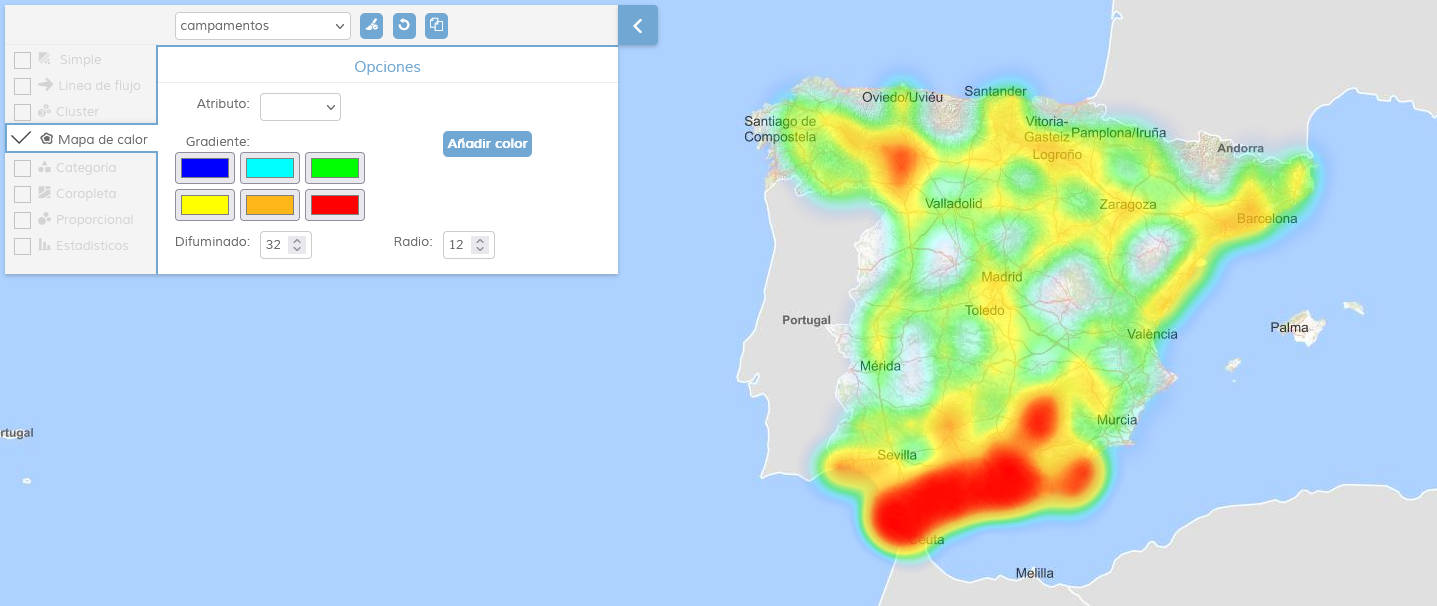 campamentos
Simple
Línea de flujo
Cluster
Mapa de calor
Categoría
Coropleta
Proporcional
Estadísticos
Opciones
Atributo:
Gradiente:
Añadir color
Difuminado: 32 Radio: 12
Oviedo/Uviéu
Santander
Santiago de
Compostela
Vitoria-
Gasteiz
Pamplona/Iruña
Logroño
Andorra
Valladolid
Zaragoza
Barcelona
Madrid
Toledo
Portugal
València
Palma
Mérida
Murcia
Sevilla
Ceuta
Melilla
rtugal